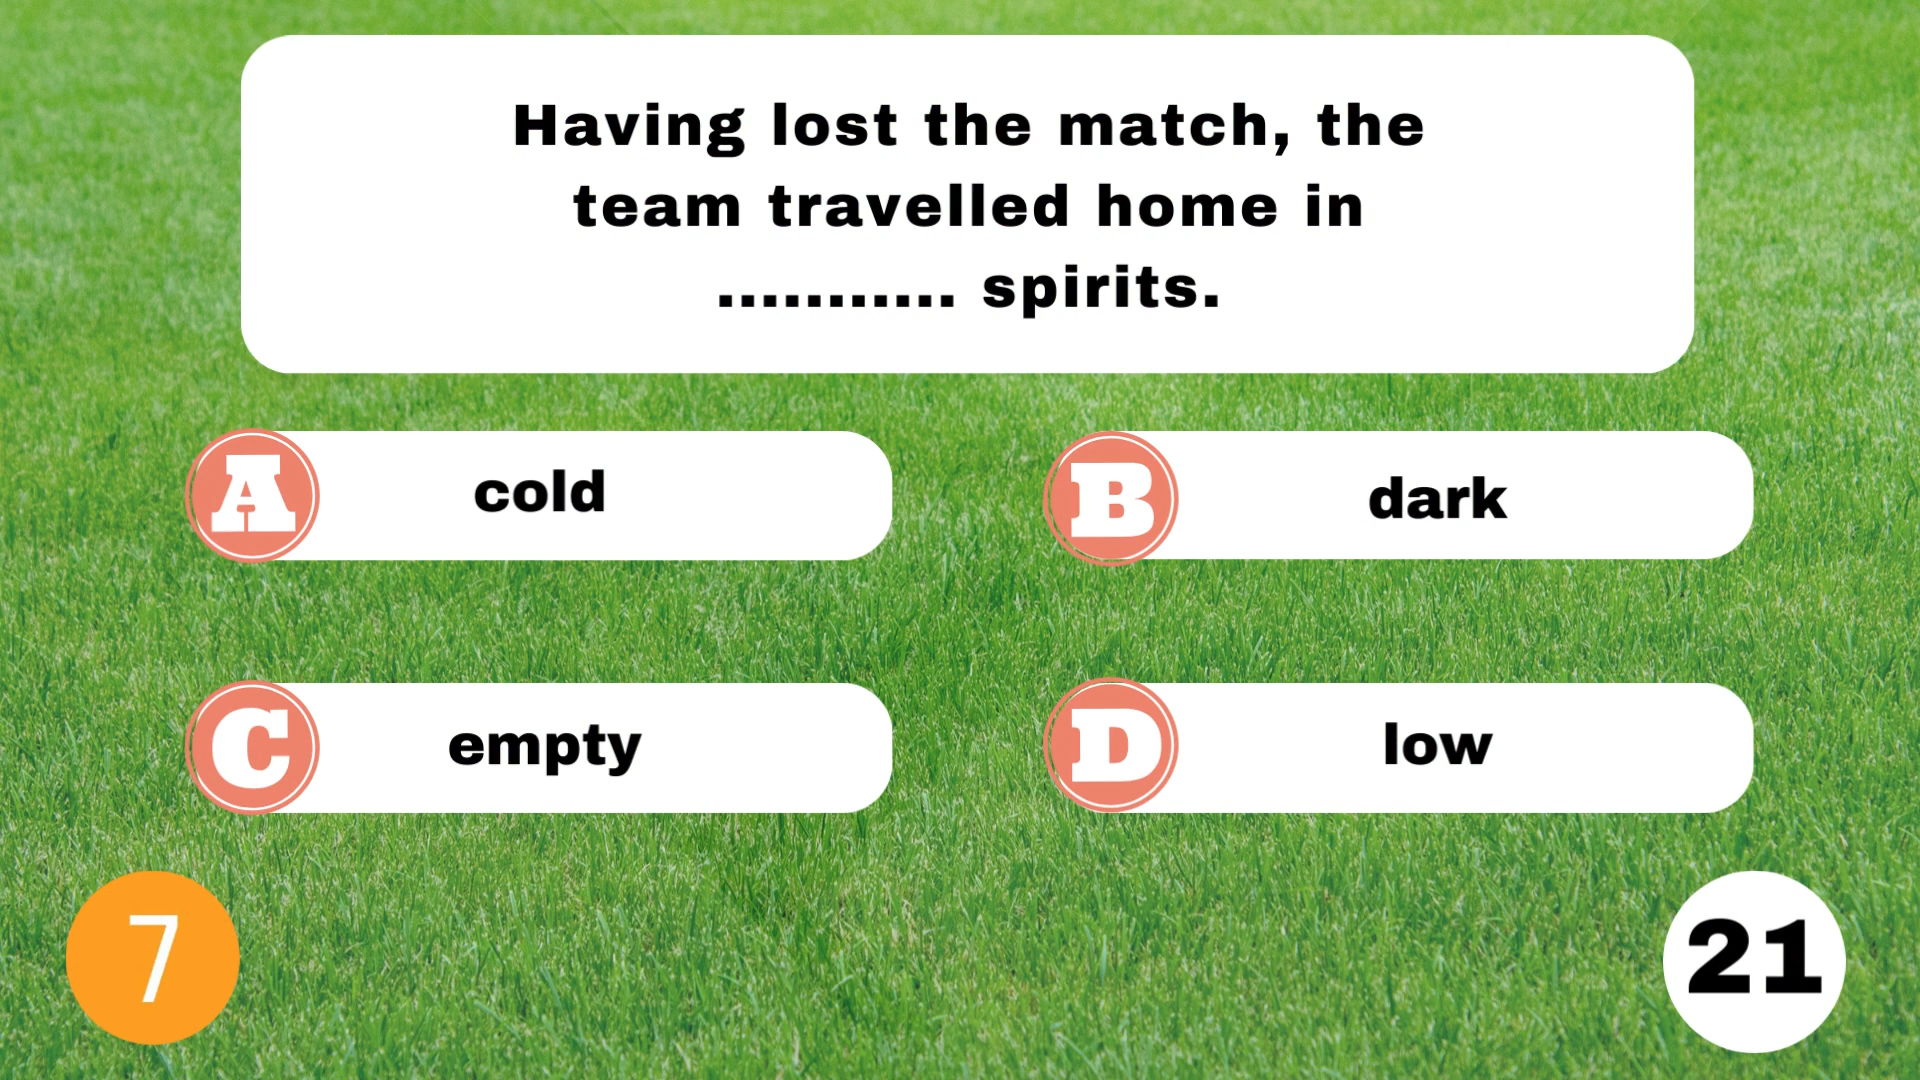 Having lost the match, the
team travelled home in
........... spirits.
A cold
B dark
C empty
D low
7
21